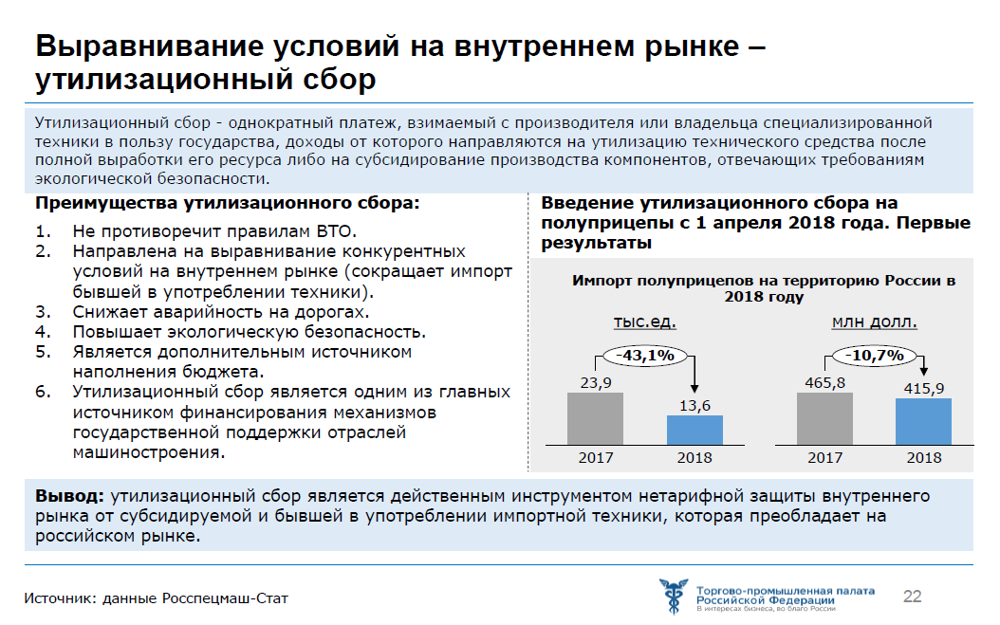 Выравнивание условий на внутреннем рынке –
утилизационный сбор
Утилизационный сбор - однократный платеж, взимаемый с производителя или владельца специализированной
техники в пользу государства, доходы от которого направляются на утилизацию технического средства после
полной выработки его ресурса либо на субсидирование производства компонентов, отвечающих требованиям
экологической безопасности.
Преимущества утилизационного сбора:
1. Не противоречит правилам ВТО.
2. Направлена на выравнивание конкурентных
условий на внутреннем рынке (сокращает импорт
бывшей в употреблении техники).
3. Снижает аварийность на дорогах.
4. Повышает экологическую безопасность.
5. Является дополнительным источником
наполнения бюджета.
6. Утилизационный сбор является одним из главных
источником финансирования механизмов
государственной поддержки отраслей
машиностроения.
Введение утилизационного сбора на
полуприцепы с 1 апреля 2018 года. Первые
результаты
Импорт полуприцепов на территорию России в
2018 году
тыс.ед.
-43,1%
23,9
13,6
2017
2018
млн долл.
-10,7%
465,8
415,9
2017
2018
Вывод: утилизационный сбор является действенным инструментом нетарифной защиты внутреннего
рынка от субсидируемой и бывшей в употреблении импортной техники, которая преобладает на
российском рынке.
Источник: данные Росспецмаш-Стат
Торгово-промышленная палата
Российской Федерации
В интересах бизнеса, во благо России
22